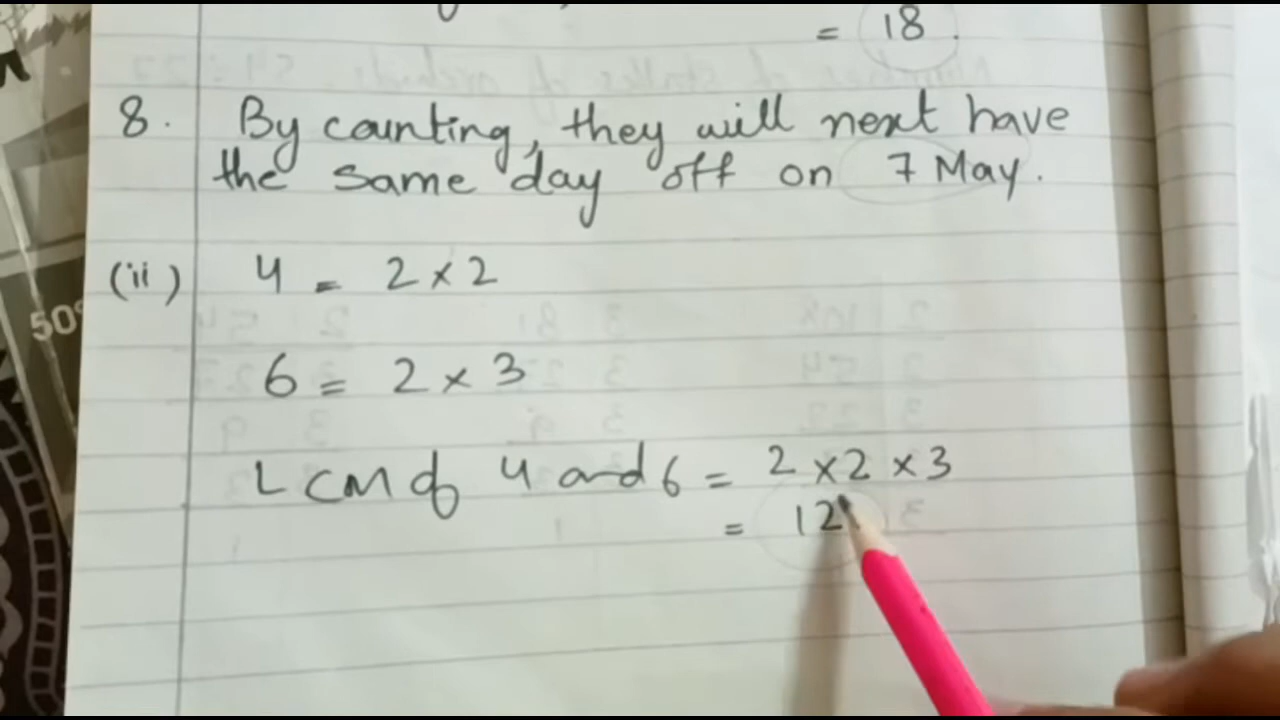 = 18.
8. By counting, they will next have
the same day off on 7 May.
(ii) 4 = 2 × 2
6 = 2 × 3
LCM of 4 and 6 = 2 × 2 × 3
= 12.
50%